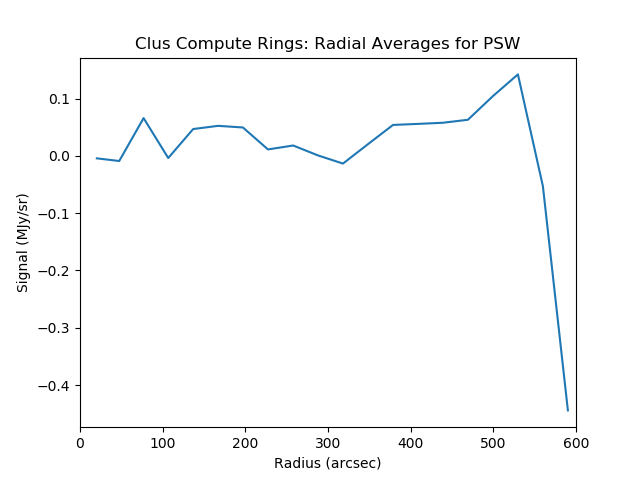 Clus Compute Rings: Radial Averages for PSW
0.1
0.0
−0.1
−0.2
−0.3
−0.4
Signal (MJy/sr)
0 100 200 300 400 500 600
Radius (arcsec)